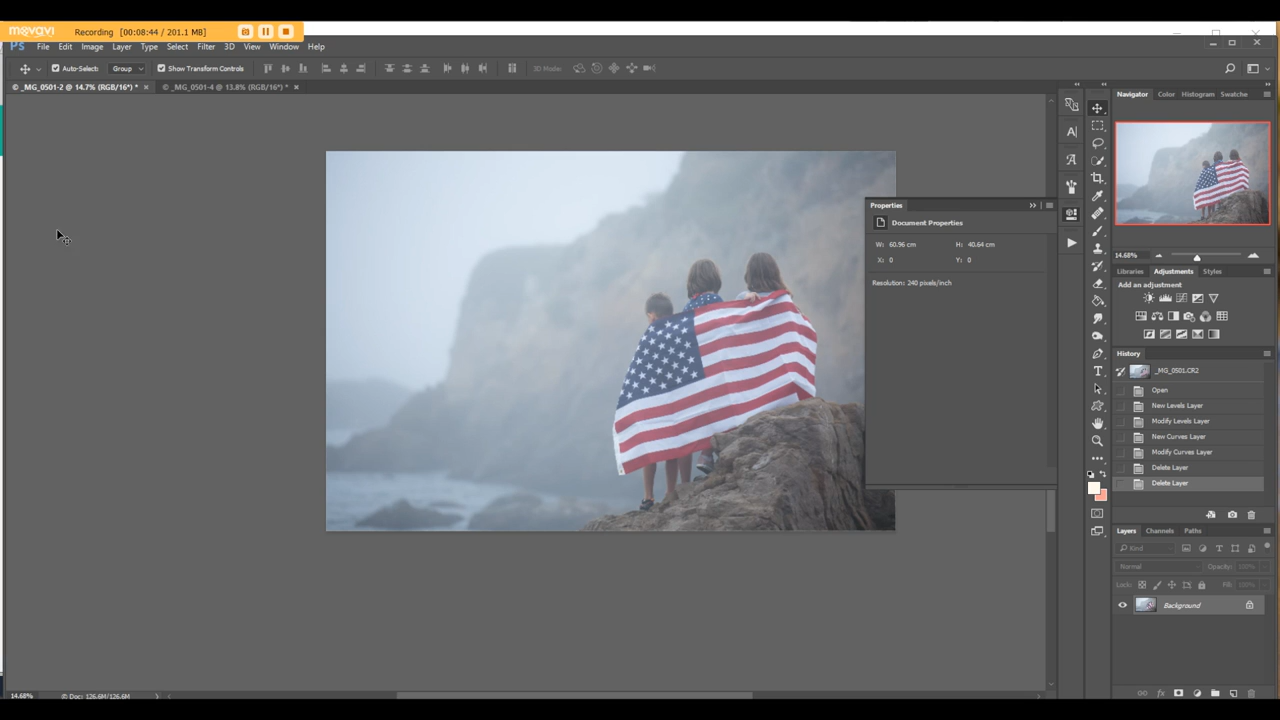 movavi Recording [00:08:44 / 201.1 MB]
PS File Edit Image Layer Type Select Filter 3D View Window Help
Auto-Select: Group Show Transform Controls 3D Mode:
© _MG_0501-2 @ 14.7% (RGB/16*) * × © _MG_0501-4 @ 13.8% (RGB/16*) * ×
Navigator Color Histogram Swatche
Properties
Document Properties
W: 60.96 cm H: 40.64 cm
X: 0 Y: 0
Resolution: 240 pixels/inch
14.68%
Libraries Adjustments Styles
Add an adjustment
History
_MG_0501.CR2
Open
New Levels Layer
Modify Levels Layer
New Curves Layer
Modify Curves Layer
Delete Layer
Delete Layer
Layers Channels Paths
Kind
Normal Opacity: 100%
Lock: Fill: 100%
Background
14.68% © Doc: 126.6M/126.6M